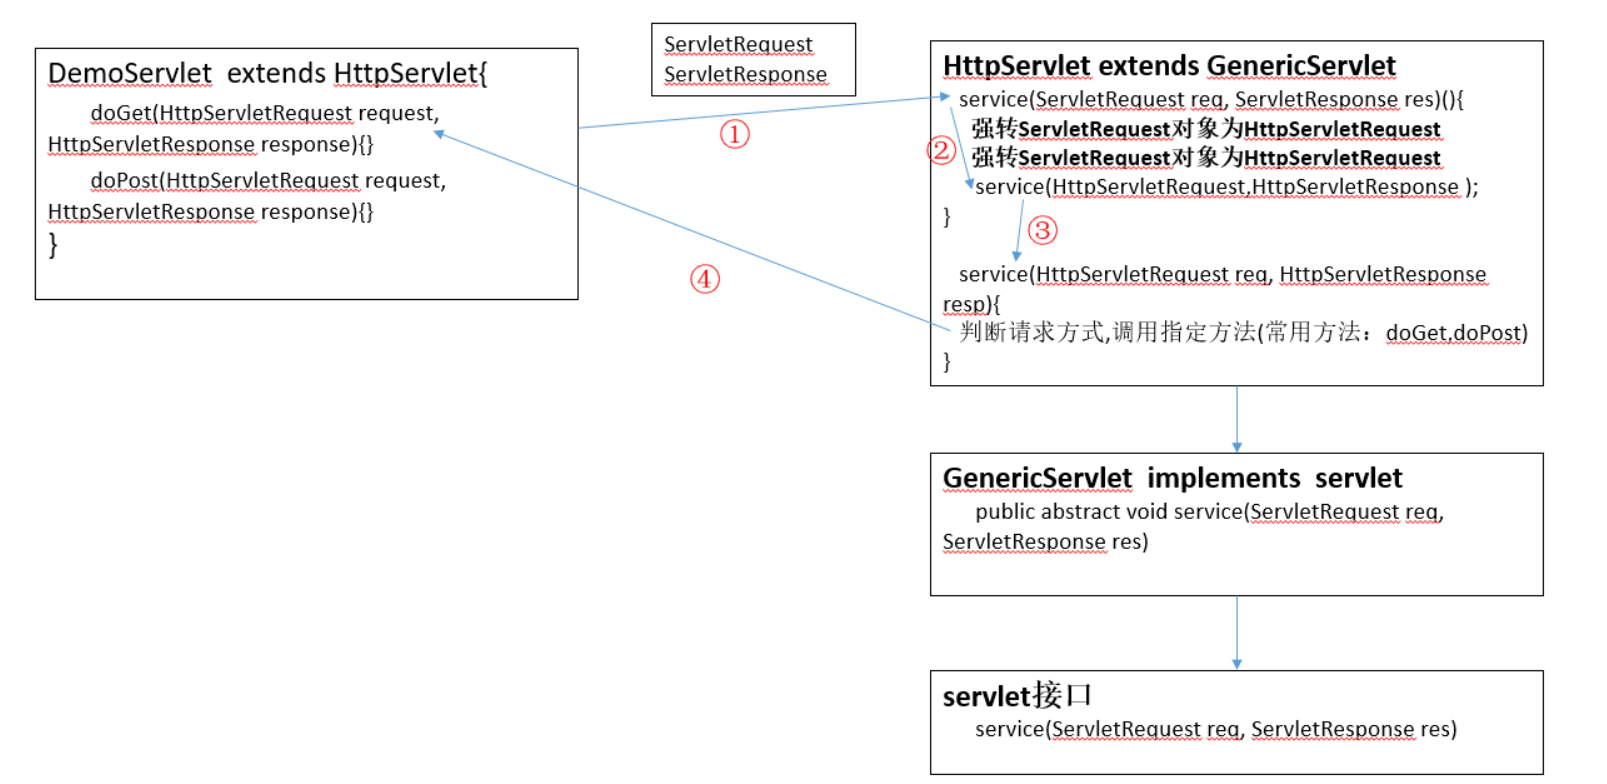 DemoServlet extends HttpServlet{
doGet(HttpServletRequest request,
HttpServletResponse response){}
doPost(HttpServletRequest request,
HttpServletResponse response){}
}
ServletRequest
ServletResponse
①
④
HttpServlet extends GenericServlet
service(ServletRequest req, ServletResponse res)(){
强转ServletRequest对象为HttpServletRequest
②
强转ServletRequest对象为HttpServletRequest
service(HttpServletRequest,HttpServletResponse );
}
③
service(HttpServletRequest req, HttpServletResponse
resp){
判断请求方式,调用指定方法(常用方法：doGet,doPost)
}
GenericServlet implements servlet
public abstract void service(ServletRequest req,
ServletResponse res)
servlet接口
service(ServletRequest req, ServletResponse res)